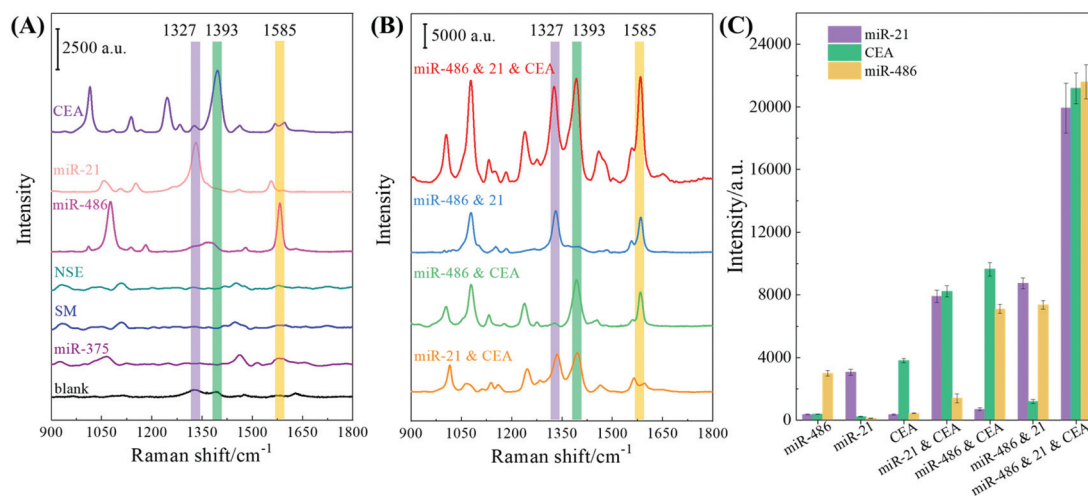 (A)
2500 a.u.
1327 1393 1585
CEA
miR-21
miR-486
NSE
SM
miR-375
blank
Intensity
900 1050 1200 1350 1500 1650 1800
Raman shift/cm⁻¹
(B)
5000 a.u.
1327 1393 1585
miR-486 & 21 & CEA
miR-486 & 21
miR-486 & CEA
miR-21 & CEA
Intensity
900 1050 1200 1350 1500 1650 1800
Raman shift/cm⁻¹
(C)
miR-21
CEA
miR-486
Intensity/a.u.
24000
20000
16000
12000
8000
4000
0
miR-486
miR-21
CEA
miR-21 & CEA
miR-486 & CEA
miR-486 & 21
miR-486 & 21 & CEA